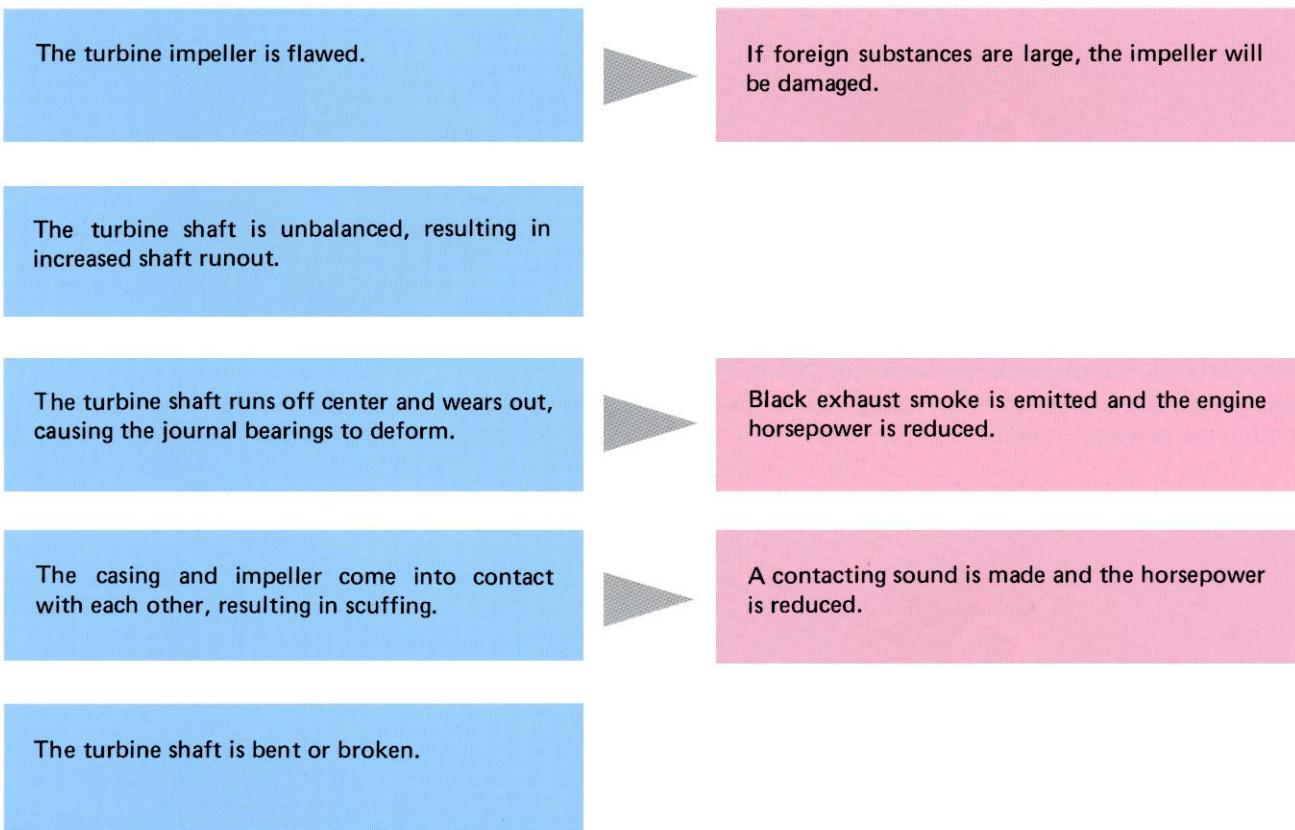 The turbine impeller is flawed.
If foreign substances are large, the impeller will
be damaged.
The turbine shaft is unbalanced, resulting in
increased shaft runout.
The turbine shaft runs off center and wears out,
causing the journal bearings to deform.
Black exhaust smoke is emitted and the engine
horsepower is reduced.
The casing and impeller come into contact
with each other, resulting in scuffing.
A contacting sound is made and the horsepower
is reduced.
The turbine shaft is bent or broken.